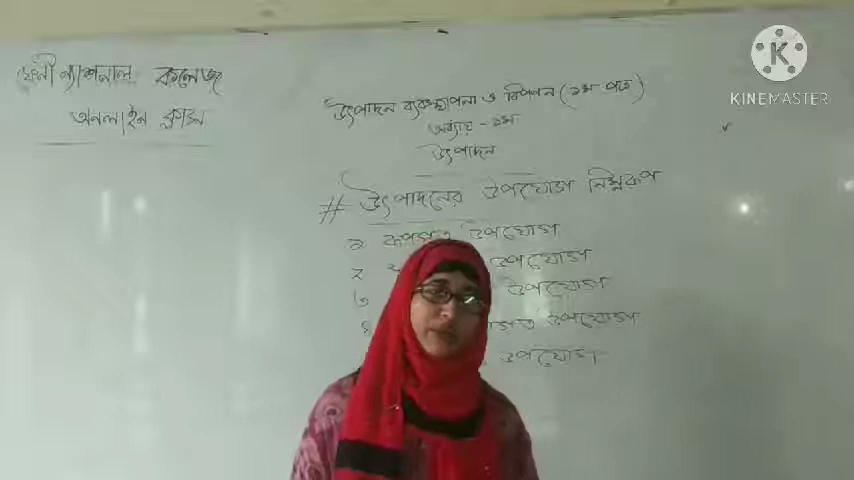 ফেনী ন্যাশনাল কলেজ
অনলাইন ক্লাস
উৎপাদন ব্যবস্থাপনা ও বিপণন (১ম পত্র)
অধ্যায় - ১ম
উৎপাদন
# উৎপাদনের উপযোগ নিম্নরূপ
১ রূপগত উপযোগ
২ উপযোগ
৩ উপযোগ
৪ উপযোগ
উপযোগ
KINEMASTER